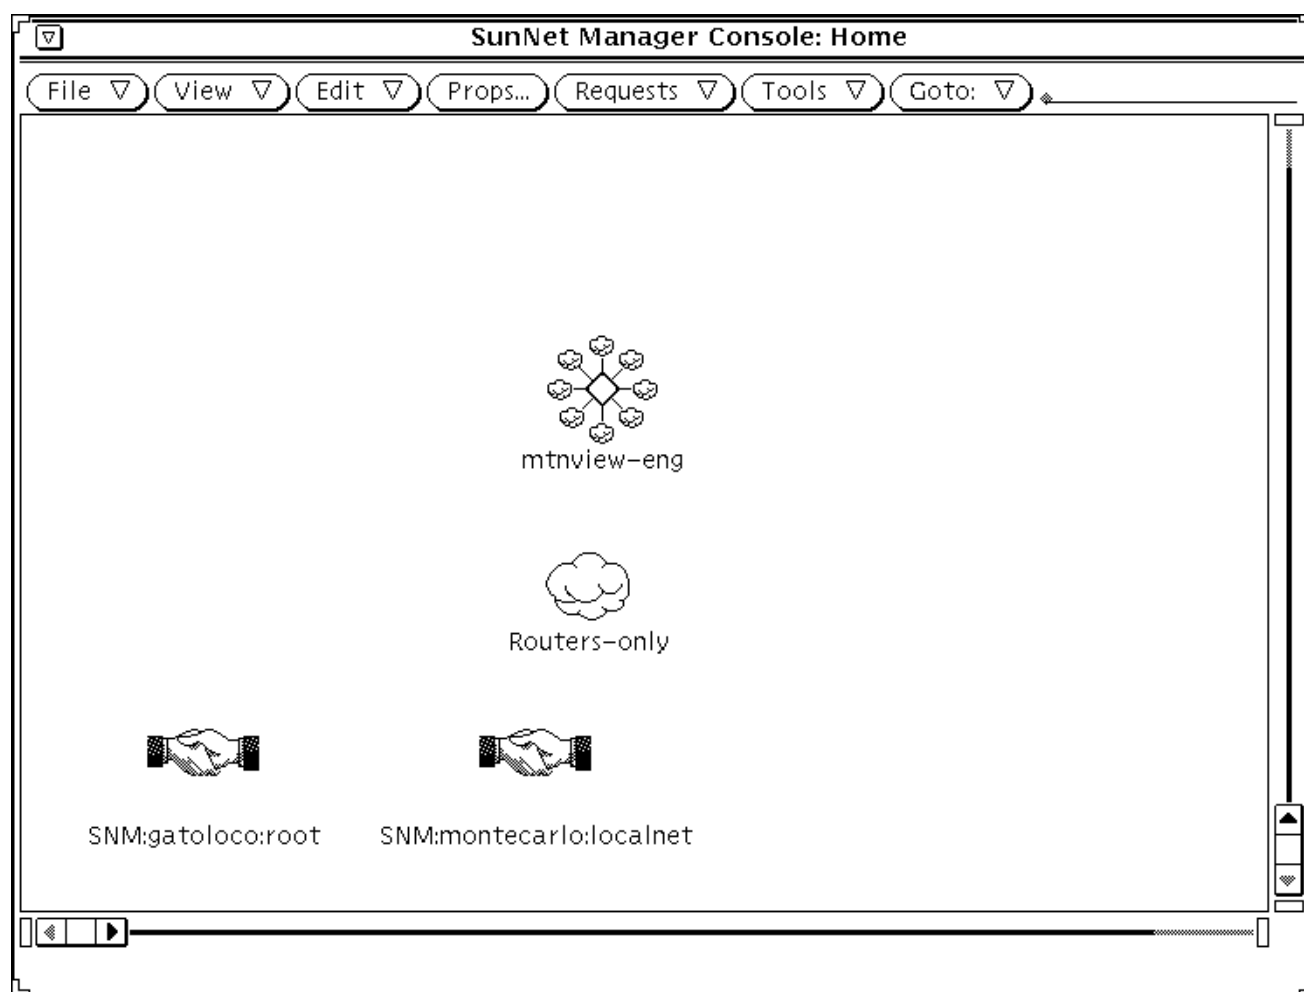 SunNet Manager Console: Home
File View Edit Props... Requests Tools Goto:
mtnview-eng
Routers-only
SNM:gatoloco:root SNM:montecarlo:localnet